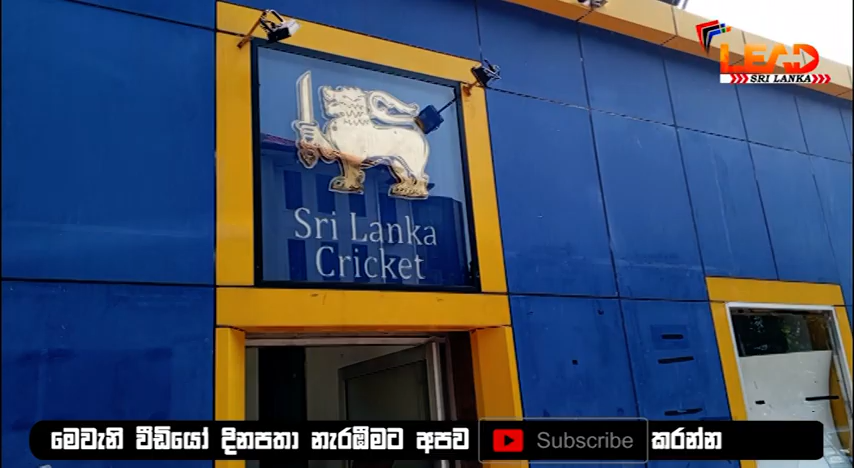 LEAD
SRI LANKA
Sri Lanka
Cricket
මෙවැනි වීඩියෝ දිනපතා නැරඹීමට අපව Subscribe කරන්න